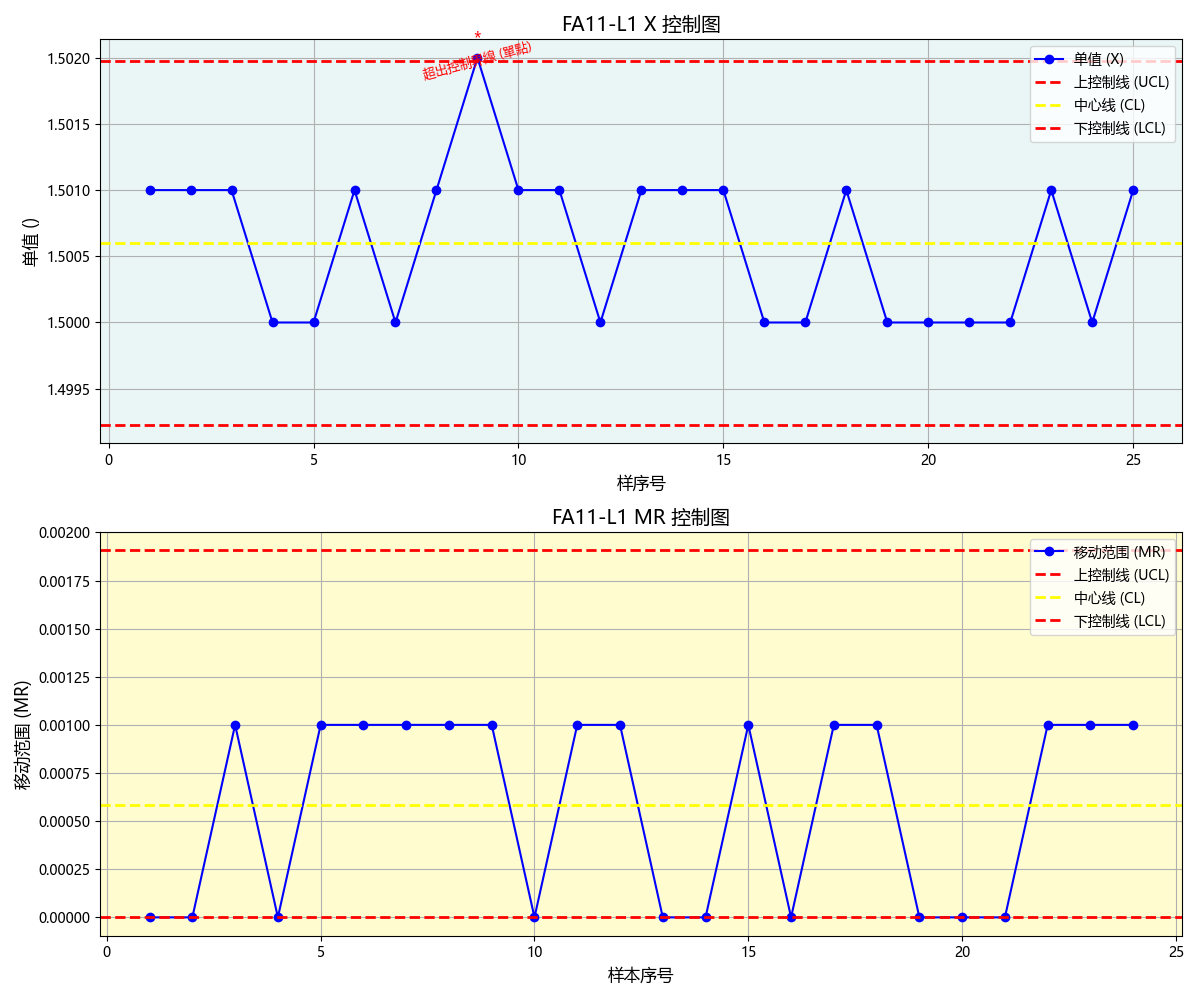 FA11-L1 X 控制图
*
超出控制界線 (單點)
单值 (X)
上控制线 (UCL)
中心线 (CL)
下控制线 (LCL)
1.5020
1.5015
1.5010
1.5005
1.5000
1.4995
单值 ()
0 5 10 15 20 25
样序号
FA11-L1 MR 控制图
移动范围 (MR)
上控制线 (UCL)
中心线 (CL)
下控制线 (LCL)
0.00200
0.00175
0.00150
0.00125
0.00100
0.00075
0.00050
0.00025
0.00000
移动范围 (MR)
0 5 10 15 20 25
样本序号